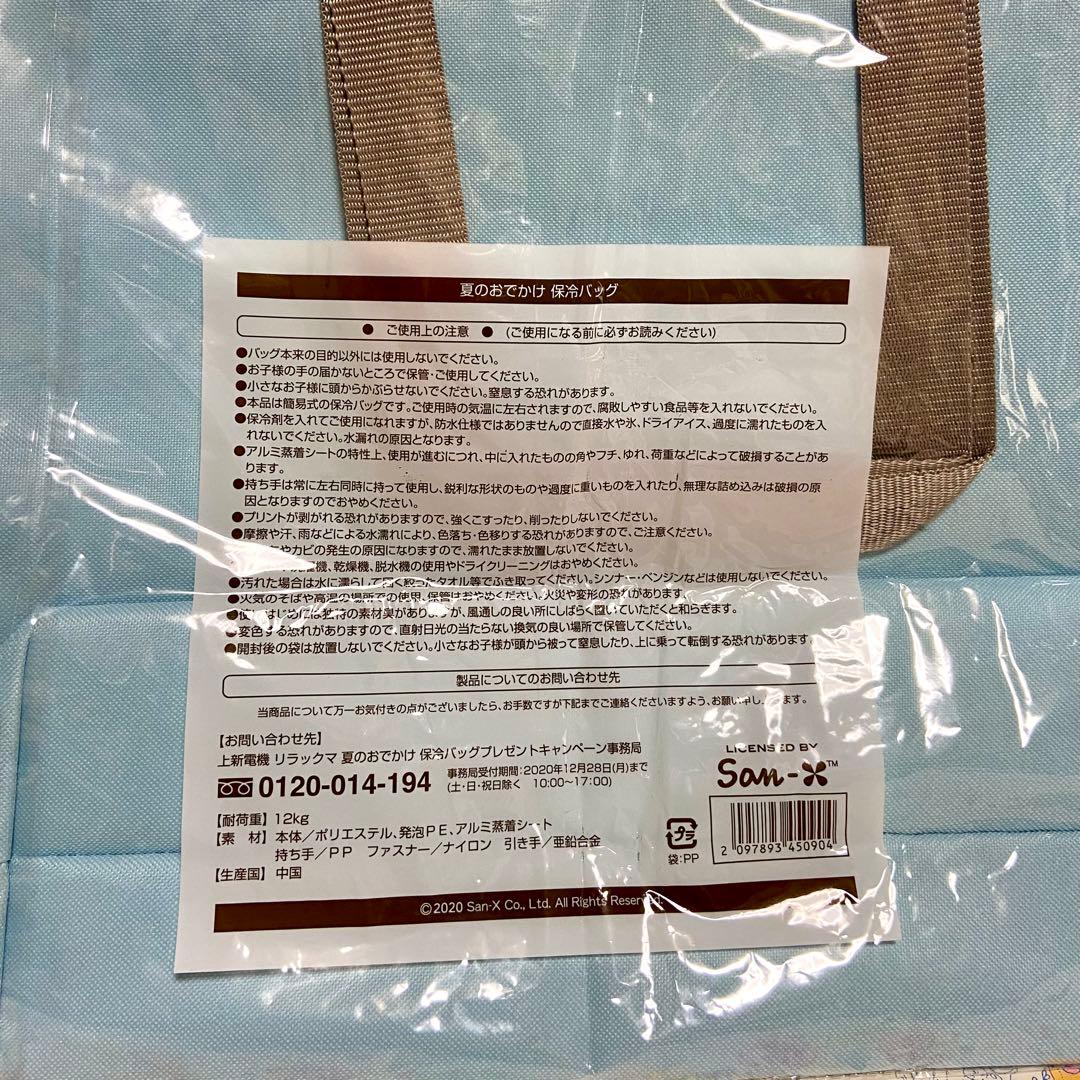 夏のおでかけ 保冷バッグ
● ご使用上の注意 ● (ご使用になる前に必ずお読みください)
●バッグ本来の目的以外には使用しないでください。
●お子様の手の届かないところで保管・ご使用してください。
●小さなお子様に頭からかぶらせないでください。窒息する恐れがあります。
●本品は簡易式の保冷バッグです。ご使用時の気温に左右されますので、腐敗しやすい食品等を入れないでください。
●保冷剤を入れてご使用になれますが、防水仕様ではありませんので直接水や氷、ドライアイス、過度に濡れたものを入
れないでください。水漏れの原因となります。
●アルミ蒸着シートの特性上、使用が進むにつれ、中に入れたものの角やフチ、ゆれ、荷重などによって破損することがあ
ります。
●持ち手は常に左右同時に持って使用し、鋭利な形状のものや過度に重いものを入れたり、無理な詰め込みは破損の原
因となりますのでおやめください。
●プリントが剥がれる恐れがありますので、強くこすったり、削ったりしないでください。
●摩擦や汗、雨などによる水濡れにより、色落ち・色移りする恐れがありますので、ご注意ください。
やカビの発生の原因になりますので、濡れたまま放置しないでください。
機、乾燥機、脱水機の使用やドライクリーニングはおやめください。
●汚れた場合は水に濡らして固く絞ったタオル等でふき取ってください。シンナー・ベンジンなどは使用しないでください。
●火気のそばや高温の場所での使用、保管はおやめください。火災や変形の恐れがあります。
●使いはじめには独特の素材臭がありますが、風通しの良い所にしばらく置いていただくと和らぎます。
●変色する恐れがありますので、直射日光の当たらない換気の良い場所で保管してください。
●開封後の袋は放置しないでください。小さなお子様が頭から被って窒息したり、上に乗って転倒する恐れがあります
製品についてのお問い合わせ先
当商品について万一お気付きの点がございましたら、お手数ですが下記までご連絡くださいますよう、お願い申し ます。
【お問い合わせ先】
上新電機 リラックマ 夏のおでかけ 保冷バッグプレゼントキャンペーン事務局
0120-014-194 事務局受付期間:2020年12月28日(月)まで
(土・日・祝日除く 10:00~17:00)
【耐荷重】 12kg
【素 材】 本体/ポリエステル、発泡PE、アルミ蒸着シート
持ち手/PP ファスナー/ナイロン 引き手/亜鉛合金
【生産国】 中国
LICENSED BY
San-X™
プラ
袋:PP
2 097893 450904
©2020 San-X Co., Ltd. All Rights Reserved.